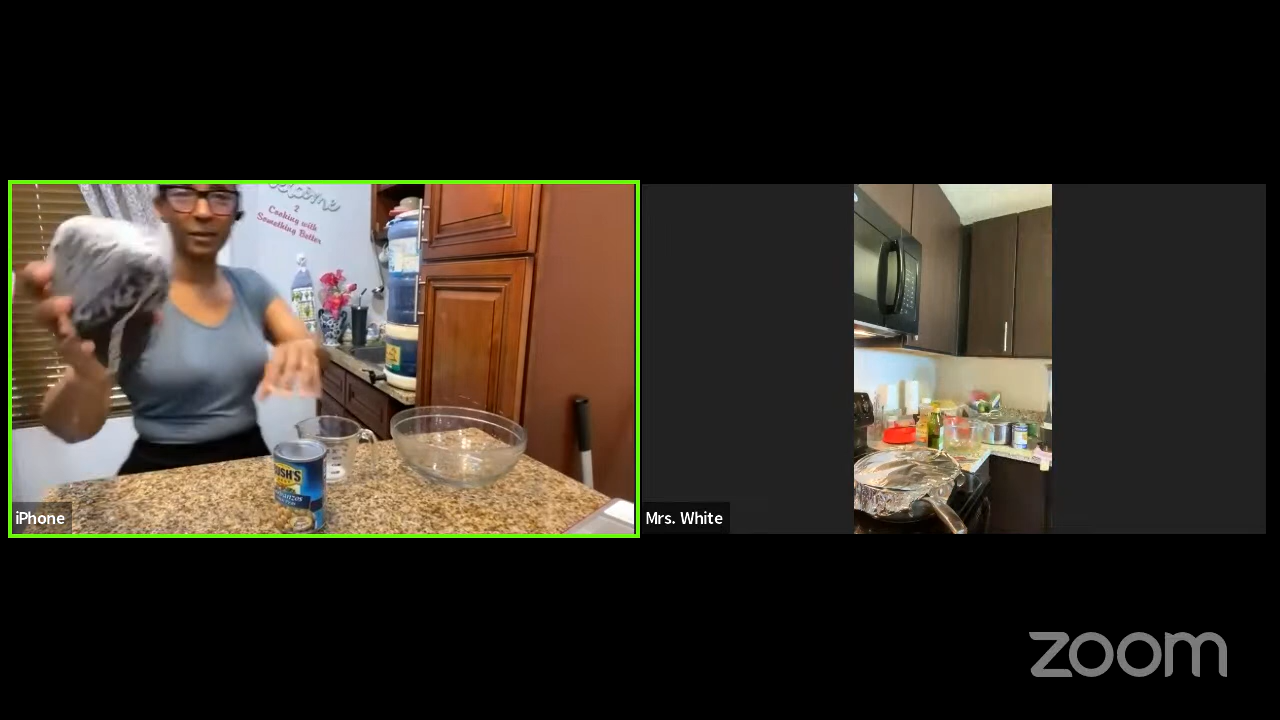 welcome
2
Cooking with
Something Better
BUSH'S
iPhone
Mrs. White
zoom